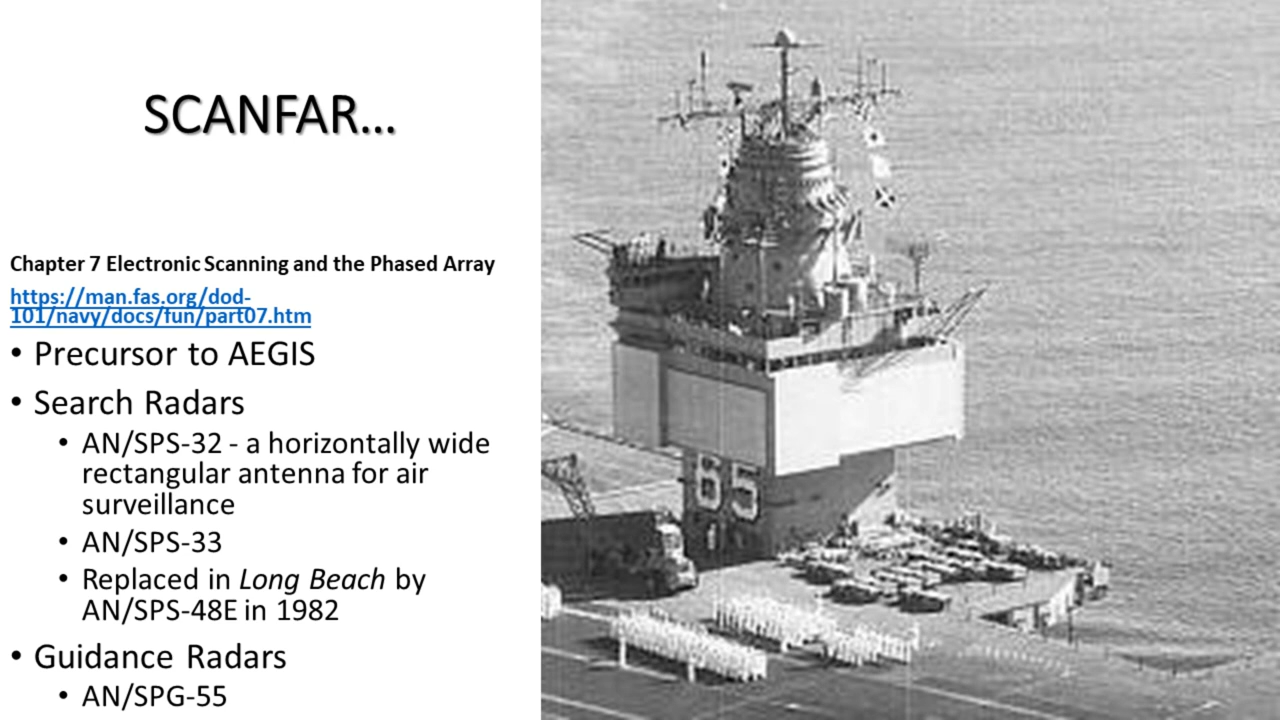 SCANFAR...
Chapter 7 Electronic Scanning and the Phased Array
https://man.fas.org/dod-
101/navy/docs/fun/part07.htm
• Precursor to AEGIS
• Search Radars
• AN/SPS-32 - a horizontally wide
rectangular antenna for air
surveillance
• AN/SPS-33
• Replaced in Long Beach by
AN/SPS-48E in 1982
• Guidance Radars
• AN/SPG-55
65